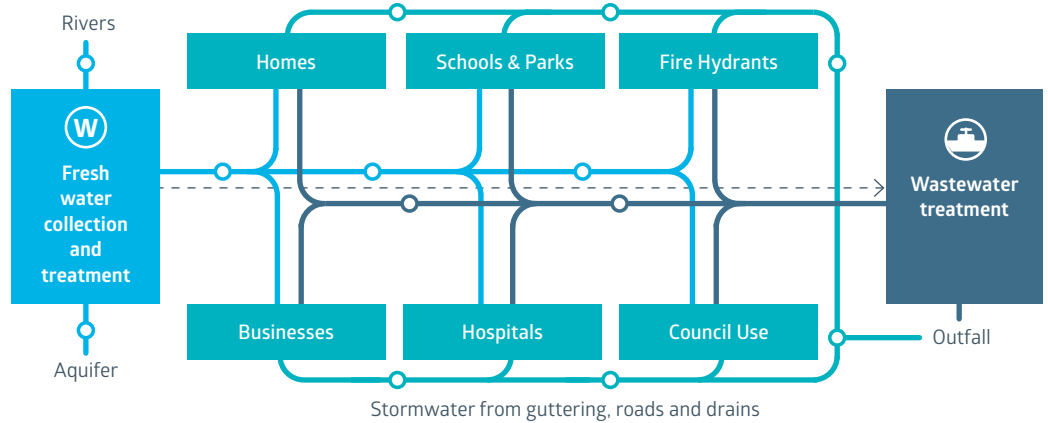 Rivers
Homes
Schools & Parks
Fire Hydrants
W
Fresh
water
collection
and
treatment
Wastewater
treatment
Businesses
Hospitals
Council Use
Outfall
Aquifer
Stormwater from guttering, roads and drains